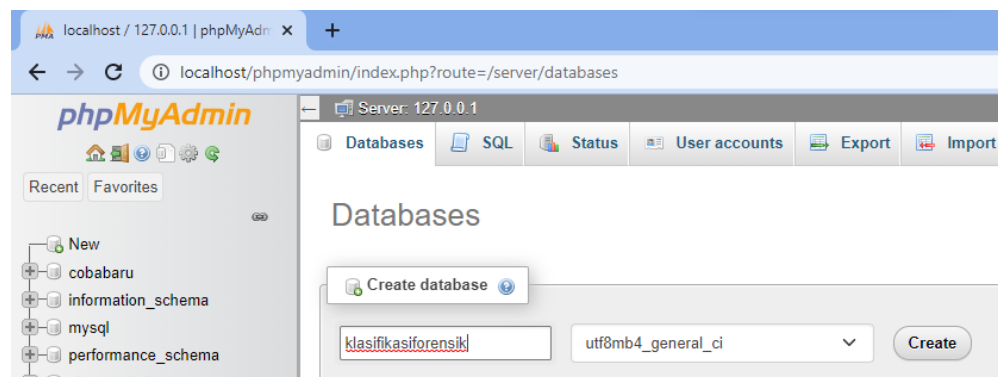 localhost / 127.0.0.1 | phpMyAdm
localhost/phpmyadmin/index.php?route=/server/databases
phpMyAdmin
Recent Favorites
New
cobabaru
information_schema
mysql
performance_schema
Server: 127.0.0.1
Databases SQL Status User accounts Export Import
Databases
Create database
klasifikasiforensik utf8mb4_general_ci Create